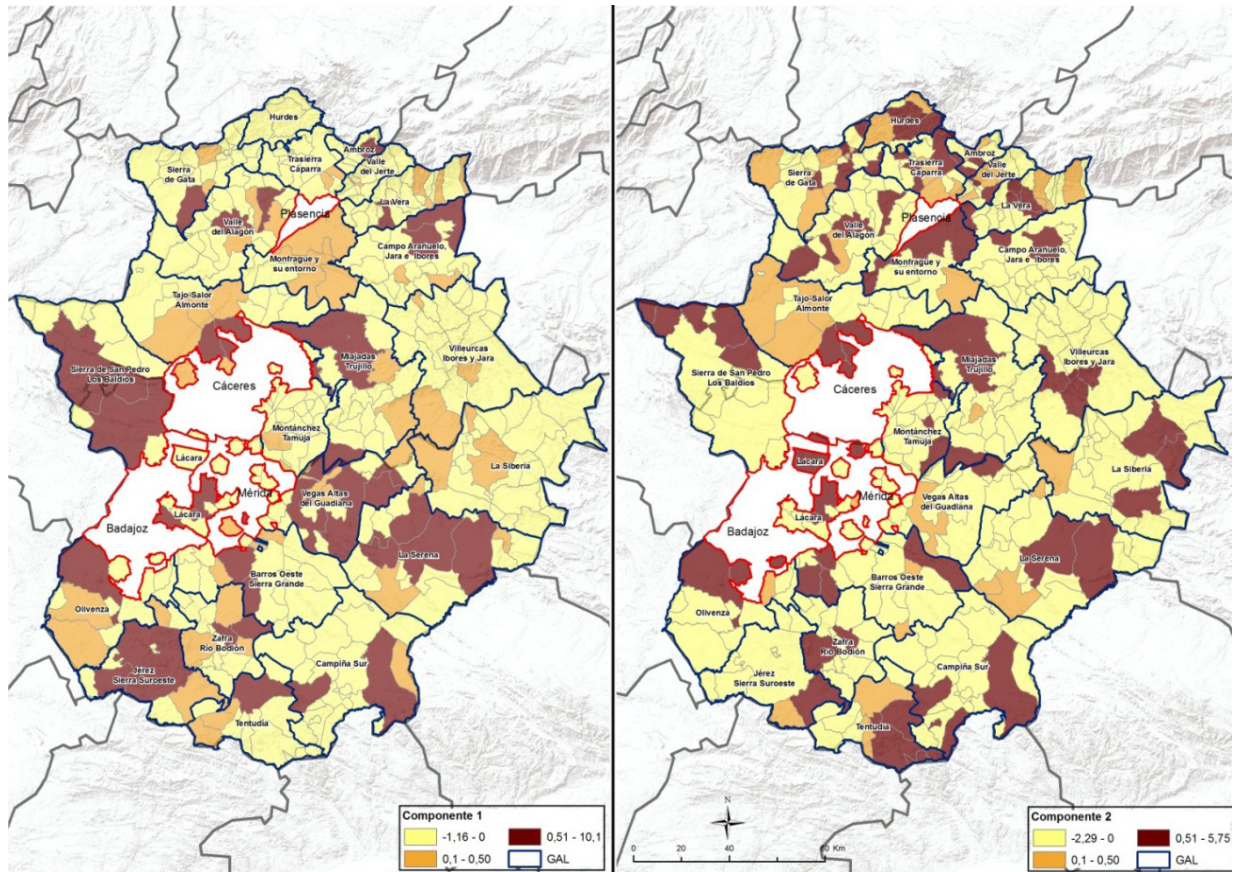 Hurdes
Ambroz
Sierra
de Gata
Trasierra
Cáparra
Valle
del Jerte
La Vera
Plasencia
Valle
del Alagón
Campo Arañuelo,
Jara e Ibores
Monfragüe y
su entorno
Tajo-Salor
Almonte
Villeurcas
Ibores y Jara
Miajadas
Trujillo
Sierra de San Pedro
Los Baldíos
Cáceres
Montánchez
Tamuja
Lácara
La Siberia
Mérida
Vegas Altas
del Guadiana
Lácara
Badajoz
La Serena
Barros Oeste
Sierra Grande
Olivenza
Zafra
Río Bodión
Jérez
Sierra Suroeste
Campiña Sur
Tentudía
Componente 1
-1,16 - 0
0,51 - 10,1
0,1 - 0,50
GAL
Hurdes
Ambroz
Sierra
de Gata
Trasierra
Cáparra
Valle
del Jerte
La Vera
Plasencia
Valle
del Alagón
Campo Arañuelo,
Jara e Ibores
Monfragüe y
su entorno
Tajo-Salor
Almonte
Villeurcas
Ibores y Jara
Miajadas
Trujillo
Sierra de San Pedro
Los Baldíos
Cáceres
Montánchez
Tamuja
Lácara
La Siberia
Mérida
Vegas Altas
del Guadiana
Lácara
Badajoz
La Serena
Barros Oeste
Sierra Grande
Olivenza
Zafra
Río Bodión
Jérez
Sierra Suroeste
Campiña Sur
Tentudía
N
0 20 40 80 Km
Componente 2
-2,29 - 0
0,51 - 5,75
0,1 - 0,50
GAL